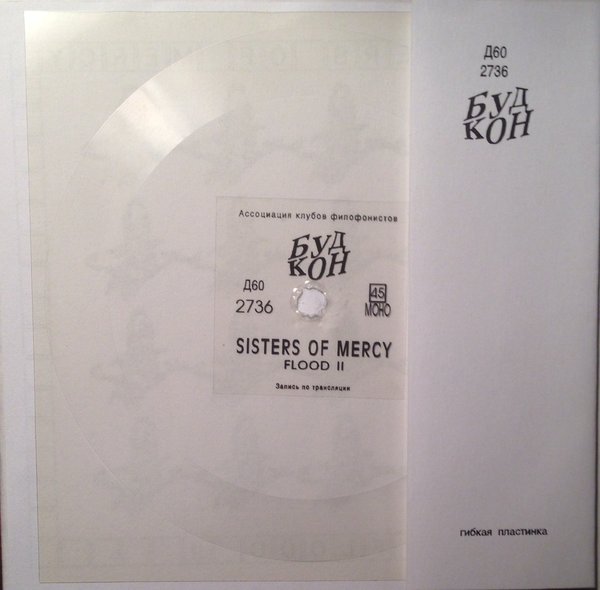 Ассоциация клубов филофонистов
БУД
КОН
Д60
2736
45
МОНО
SISTERS OF MERCY
FLOOD II
Запись по трансляции
Д60
2736
БУД
КОН
гибкая пластинка